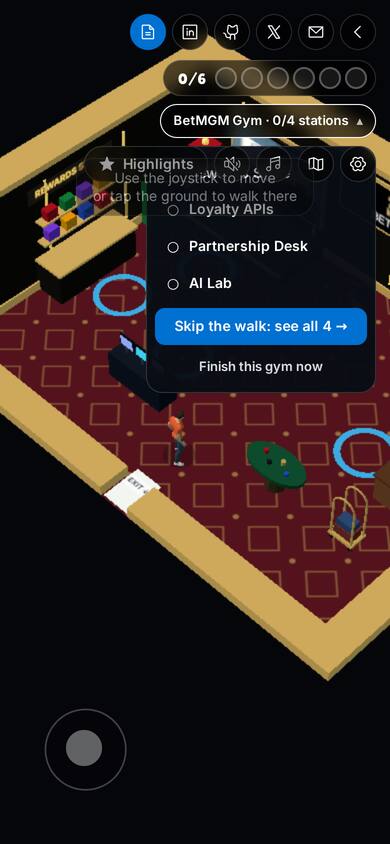 0/6
BetMGM Gym · 0/4 stations ▲
Highlights
Use the joystick to move
or tap the ground to walk there
Loyalty APIs
Partnership Desk
AI Lab
Skip the walk: see all 4 →
Finish this gym now
REWARDS
EXIT